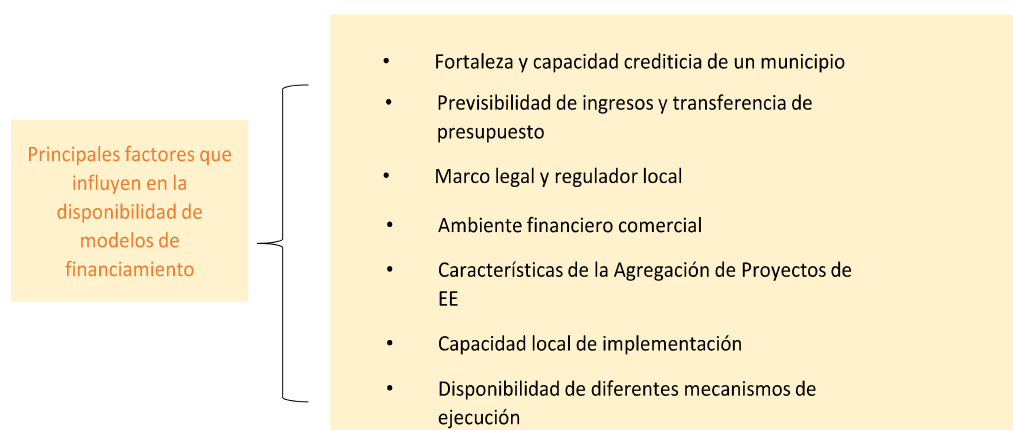 Principales factores que
influyen en la
disponibilidad de
modelos de
financiamiento
• Fortaleza y capacidad crediticia de un municipio
• Previsibilidad de ingresos y transferencia de
presupuesto
• Marco legal y regulador local
• Ambiente financiero comercial
• Características de la Agregación de Proyectos de
EE
• Capacidad local de implementación
• Disponibilidad de diferentes mecanismos de
ejecución